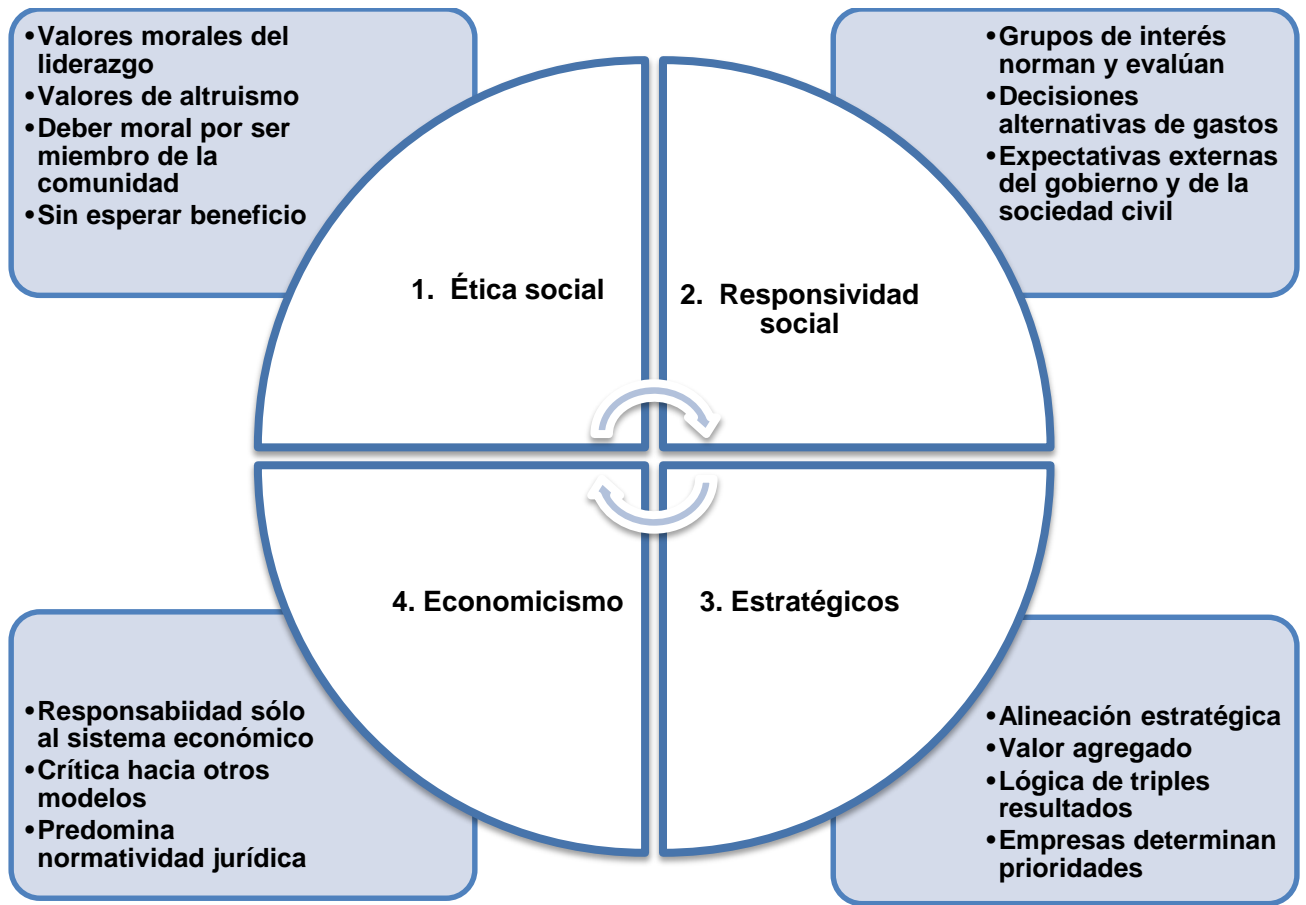 •Valores morales del
liderazgo
•Valores de altruismo
•Deber moral por ser
miembro de la
comunidad
•Sin esperar beneficio
•Grupos de interés
norman y evalúan
•Decisiones
alternativas de gastos
•Expectativas externas
del gobierno y de la
sociedad civil
1. Ética social
2. Responsividad
social
4. Economicismo
3. Estratégicos
•Responsabiidad sólo
al sistema económico
•Crítica hacia otros
modelos
•Predomina
normatividad jurídica
•Alineación estratégica
•Valor agregado
•Lógica de triples
resultados
•Empresas determinan
prioridades